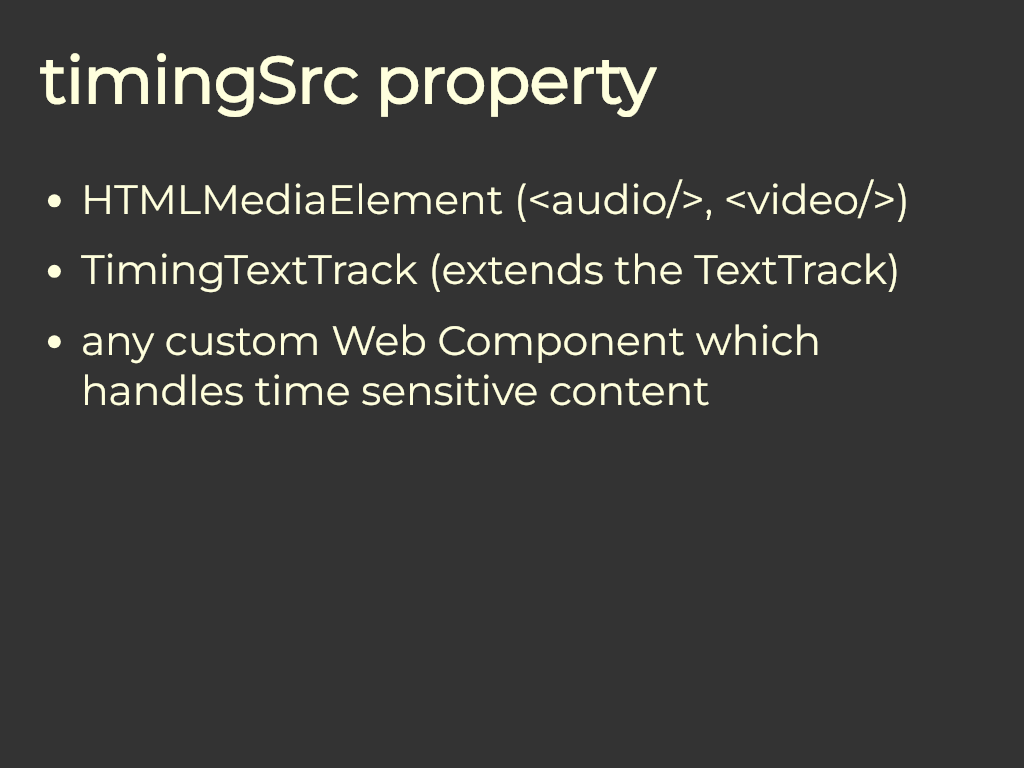 timingSrc property
• HTMLMediaElement (<audio/>, <video/>)
• TimingTextTrack (extends the TextTrack)
• any custom Web Component which
handles time sensitive content